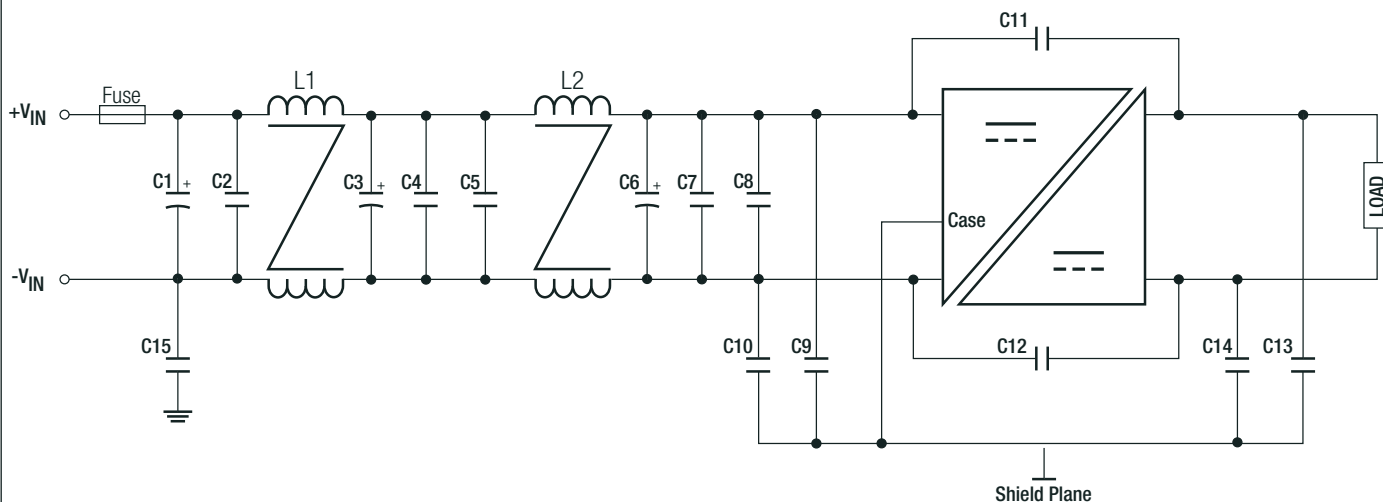 C11
L1
L2
Fuse
+VIN
C1 +
C2
C3 +
C4
C5
C6 +
C7
C8
Case
LOAD
-VIN
C15
C10
C9
C12
C14
C13
Shield Plane